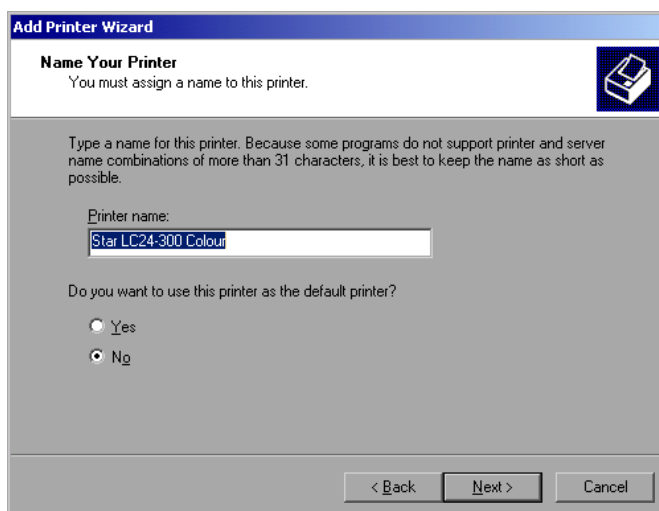 Add Printer Wizard
Name Your Printer
You must assign a name to this printer.
Type a name for this printer. Because some programs do not support printer and server
name combinations of more than 31 characters, it is best to keep the name as short as
possible.
Printer name:
Star LC24-300 Colour
Do you want to use this printer as the default printer?
Yes
No
< Back
Next >
Cancel